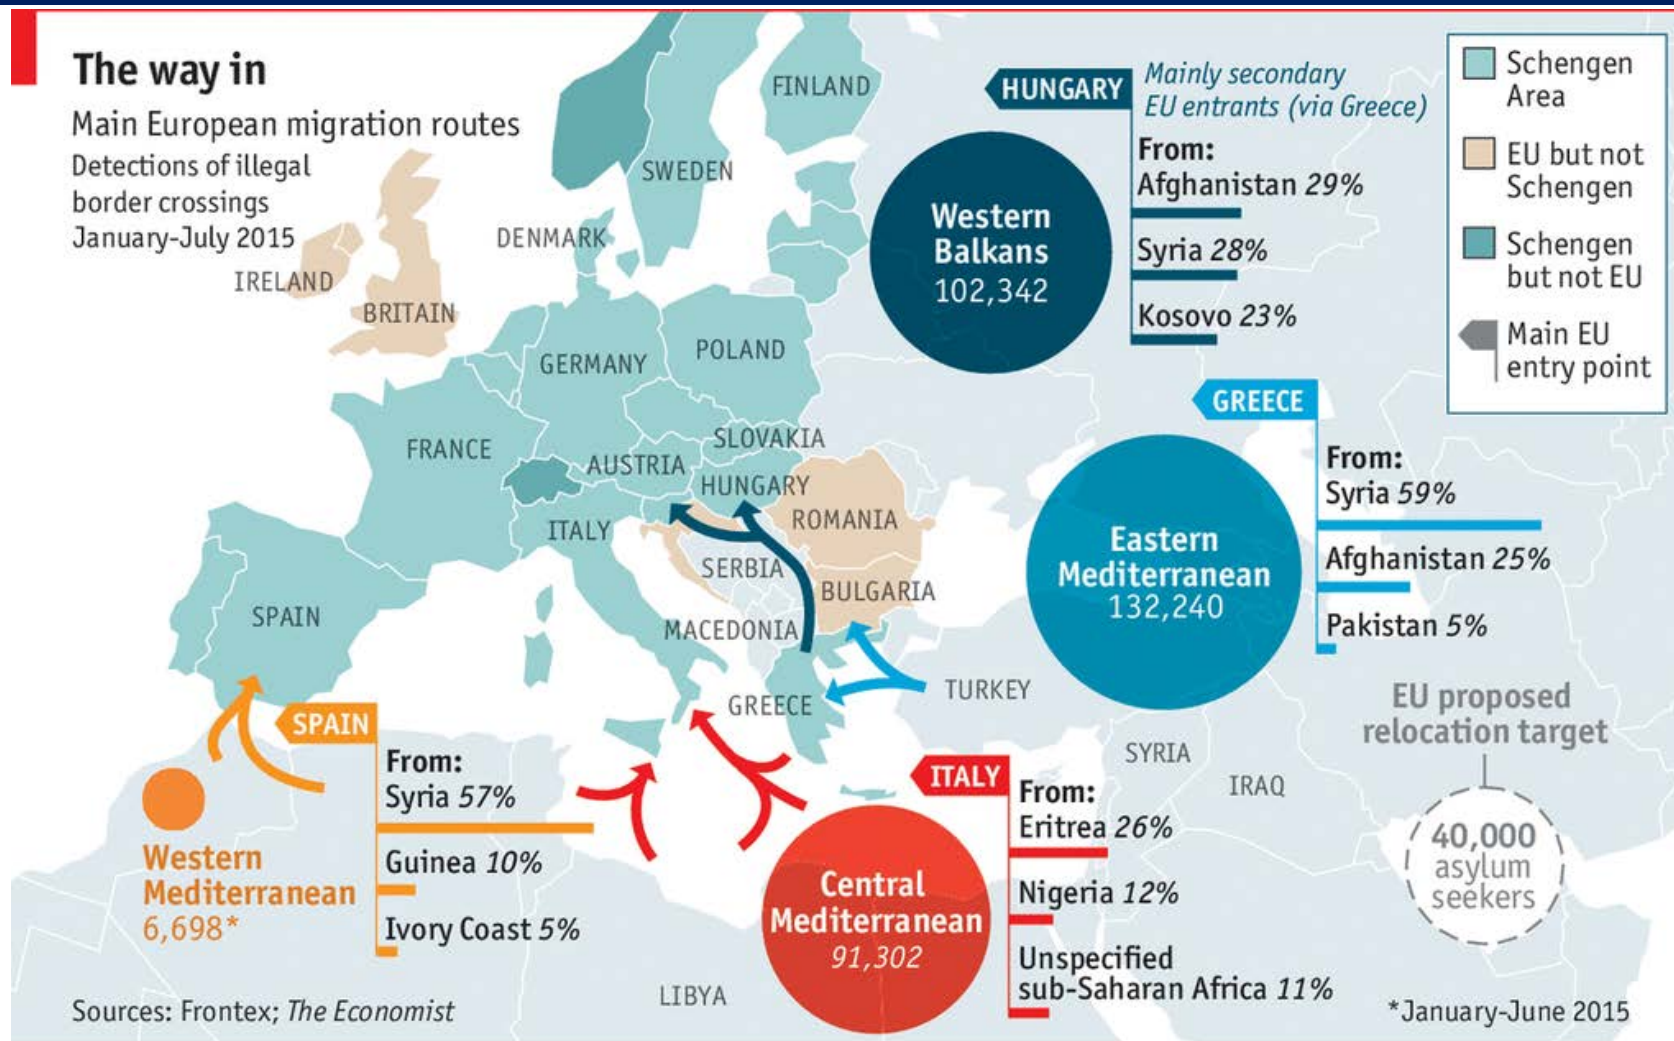 The way in
Main European migration routes
Detections of illegal
border crossings
January-July 2015
IRELAND
BRITAIN
DENMARK
SWEDEN
FINLAND
GERMANY
POLAND
FRANCE
SLOVAKIA
AUSTRIA
HUNGARY
ITALY
ROMANIA
SERBIA
BULGARIA
SPAIN
MACEDONIA
GREECE
TURKEY
SYRIA
IRAQ
LIBYA
HUNGARY
Mainly secondary
EU entrants (via Greece)
Western
Balkans
102,342
From:
Afghanistan 29%
Syria 28%
Kosovo 23%
Schengen
Area
EU but not
Schengen
Schengen
but not EU
Main EU
entry point
GREECE
Eastern
Mediterranean
132,240
From:
Syria 59%
Afghanistan 25%
Pakistan 5%
SPAIN
Western
Mediterranean
6,698*
From:
Syria 57%
Guinea 10%
Ivory Coast 5%
ITALY
Central
Mediterranean
91,302
From:
Eritrea 26%
Nigeria 12%
Unspecified
sub-Saharan Africa 11%
EU proposed
relocation target
40,000
asylum
seekers
Sources: Frontex; The Economist
*January-June 2015